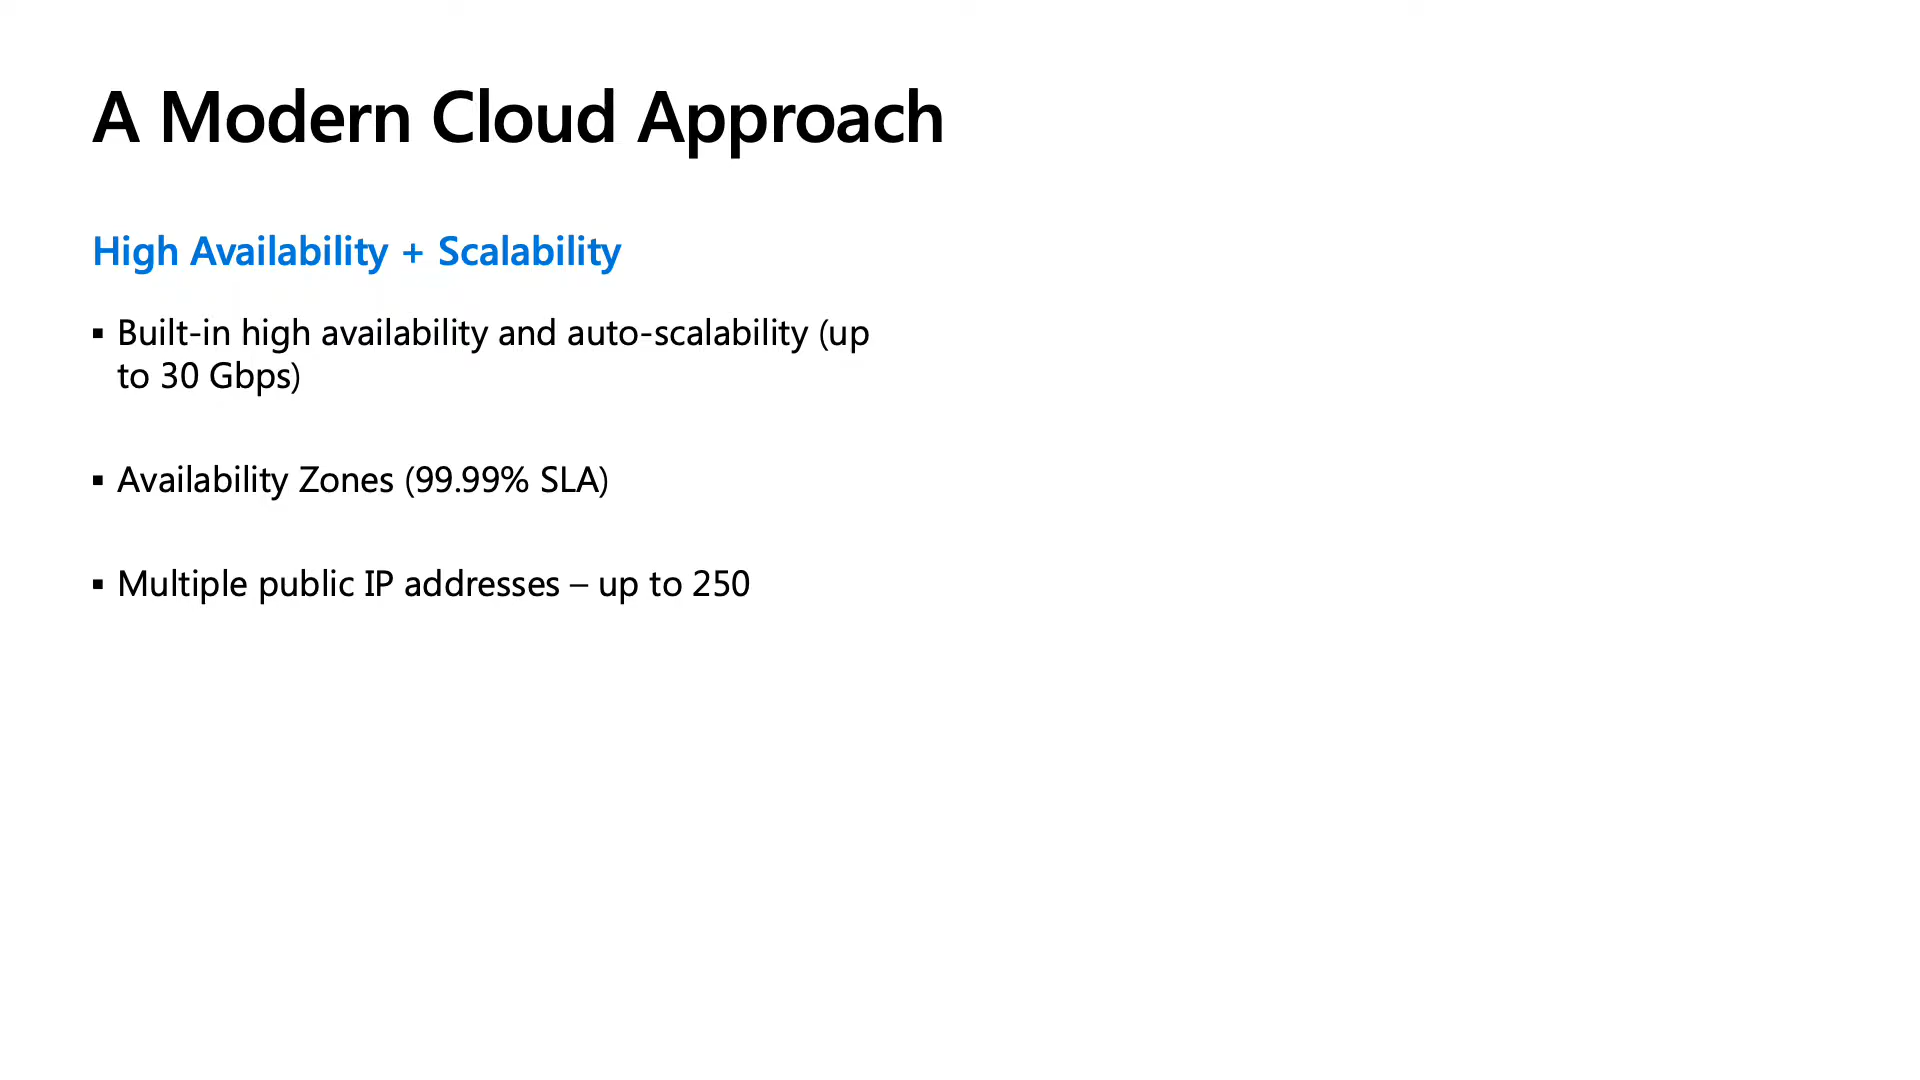 A Modern Cloud Approach
High Availability + Scalability
▪ Built-in high availability and auto-scalability (up
to 30 Gbps)
▪ Availability Zones (99.99% SLA)
▪ Multiple public IP addresses – up to 250